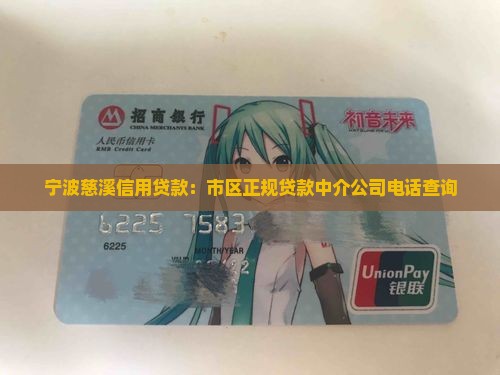 招商银行
CHINA MERCHANTS BANK
人民币信用卡
RMB Credit Card
初音未来
宁波慈溪信用贷款：市区正规贷款中介公司电话查询
6225 7583
6225
MONTH/YEAR
VALID
UnionPay
银联